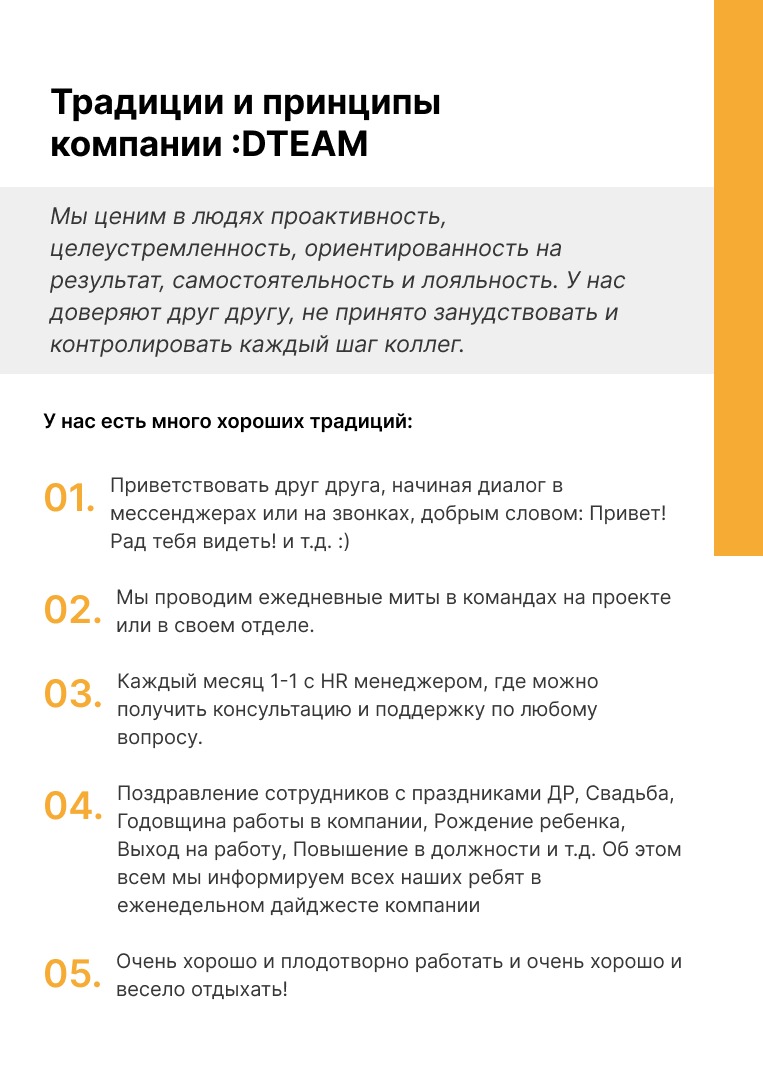 Традиции и принципы
компании :DTEAM
Мы ценим в людях проактивность,
целеустремленность, ориентированность на
результат, самостоятельность и лояльность. У нас
доверяют друг другу, не принято занудствовать и
контролировать каждый шаг коллег.
У нас есть много хороших традиций:
01.
Приветствовать друг друга, начиная диалог в
мессенджерах или на звонках, добрым словом: Привет!
Рад тебя видеть! и т.д. :)
02.
Мы проводим ежедневные миты в командах на проекте
или в своем отделе.
03.
Каждый месяц 1-1 с HR менеджером, где можно
получить консультацию и поддержку по любому
вопросу.
04.
Поздравление сотрудников с праздниками ДР, Свадьба,
Годовщина работы в компании, Рождение ребенка,
Выход на работу, Повышение в должности и т.д. Об этом
всем мы информируем всех наших ребят в
еженедельном дайджесте компании
05.
Очень хорошо и плодотворно работать и очень хорошо и
весело отдыхать!